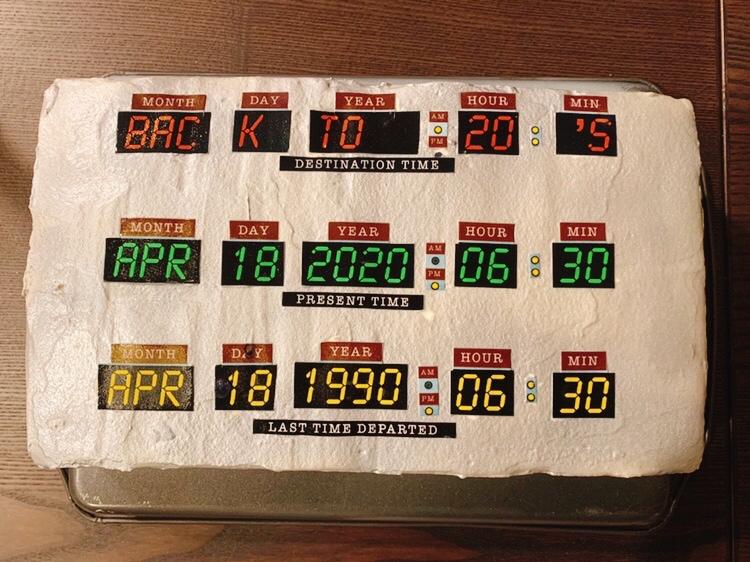 MONTH DAY YEAR HOUR MIN
BAC K TO AM PM 20 'S
DESTINATION TIME
MONTH DAY YEAR HOUR MIN
APR 18 2020 AM PM 06 30
PRESENT TIME
MONTH DAY YEAR HOUR MIN
APR 18 1990 AM PM 06 30
LAST TIME DEPARTED